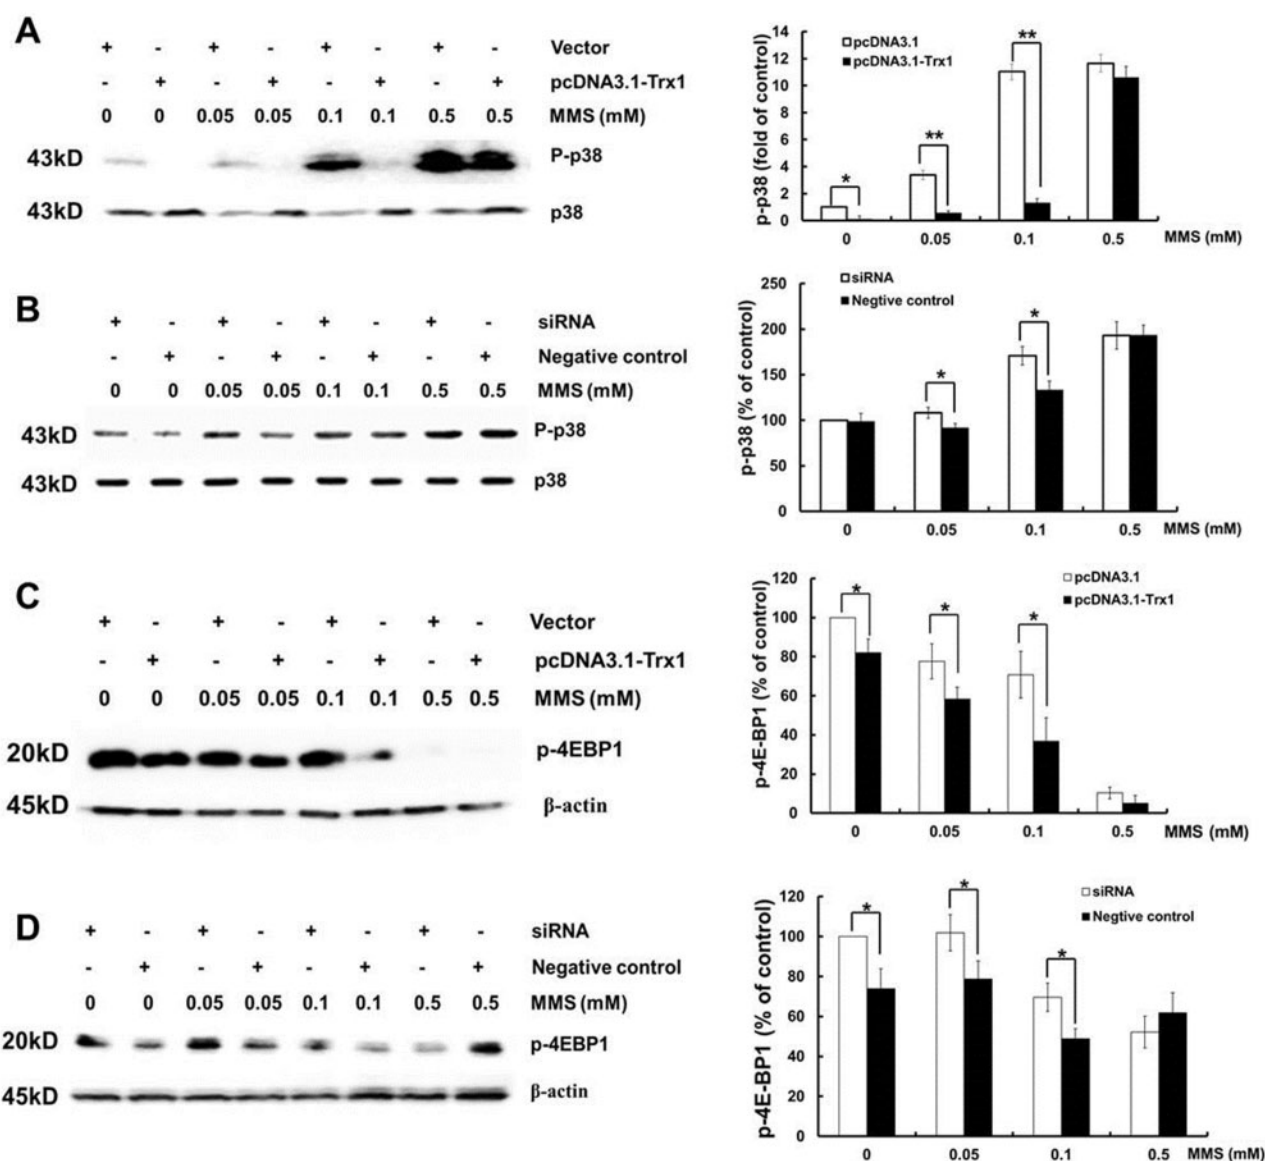 A
+ - + - + - + - Vector
- + - + - + - + pcDNA3.1-Trx1
0 0 0.05 0.05 0.1 0.1 0.5 0.5 MMS (mM)
43kD P-p38
43kD p38
14
12
10
8
6
4
2
0
p-p38 (fold of control)
pcDNA3.1
pcDNA3.1-Trx1
*
**
**
0 0.05 0.1 0.5 MMS (mM)
B
+ - + - + - + - siRNA
- + - + - + - + Negative control
0 0 0.05 0.05 0.1 0.1 0.5 0.5 MMS (mM)
43kD P-p38
43kD p38
250
200
150
100
50
0
p-p38 (% of control)
siRNA
Negtive control
*
*
0 0.05 0.1 0.5 MMS (mM)
C
+ - + - + - + - Vector
- + - + - + - + pcDNA3.1-Trx1
0 0 0.05 0.05 0.1 0.1 0.5 0.5 MMS (mM)
20kD p-4EBP1
45kD β-actin
120
100
80
60
40
20
0
p-4E-BP1 (% of control)
pcDNA3.1
pcDNA3.1-Trx1
*
*
*
0 0.05 0.1 0.5 MMS (mM)
D
+ - + - + - + - siRNA
- + - + - + - + Negative control
0 0 0.05 0.05 0.1 0.1 0.5 0.5 MMS (mM)
20kD p-4EBP1
45kD β-actin
120
100
80
60
40
20
0
p-4E-BP1 (% of control)
siRNA
Negtive control
*
*
*
0 0.05 0.1 0.5 MMS (mM)